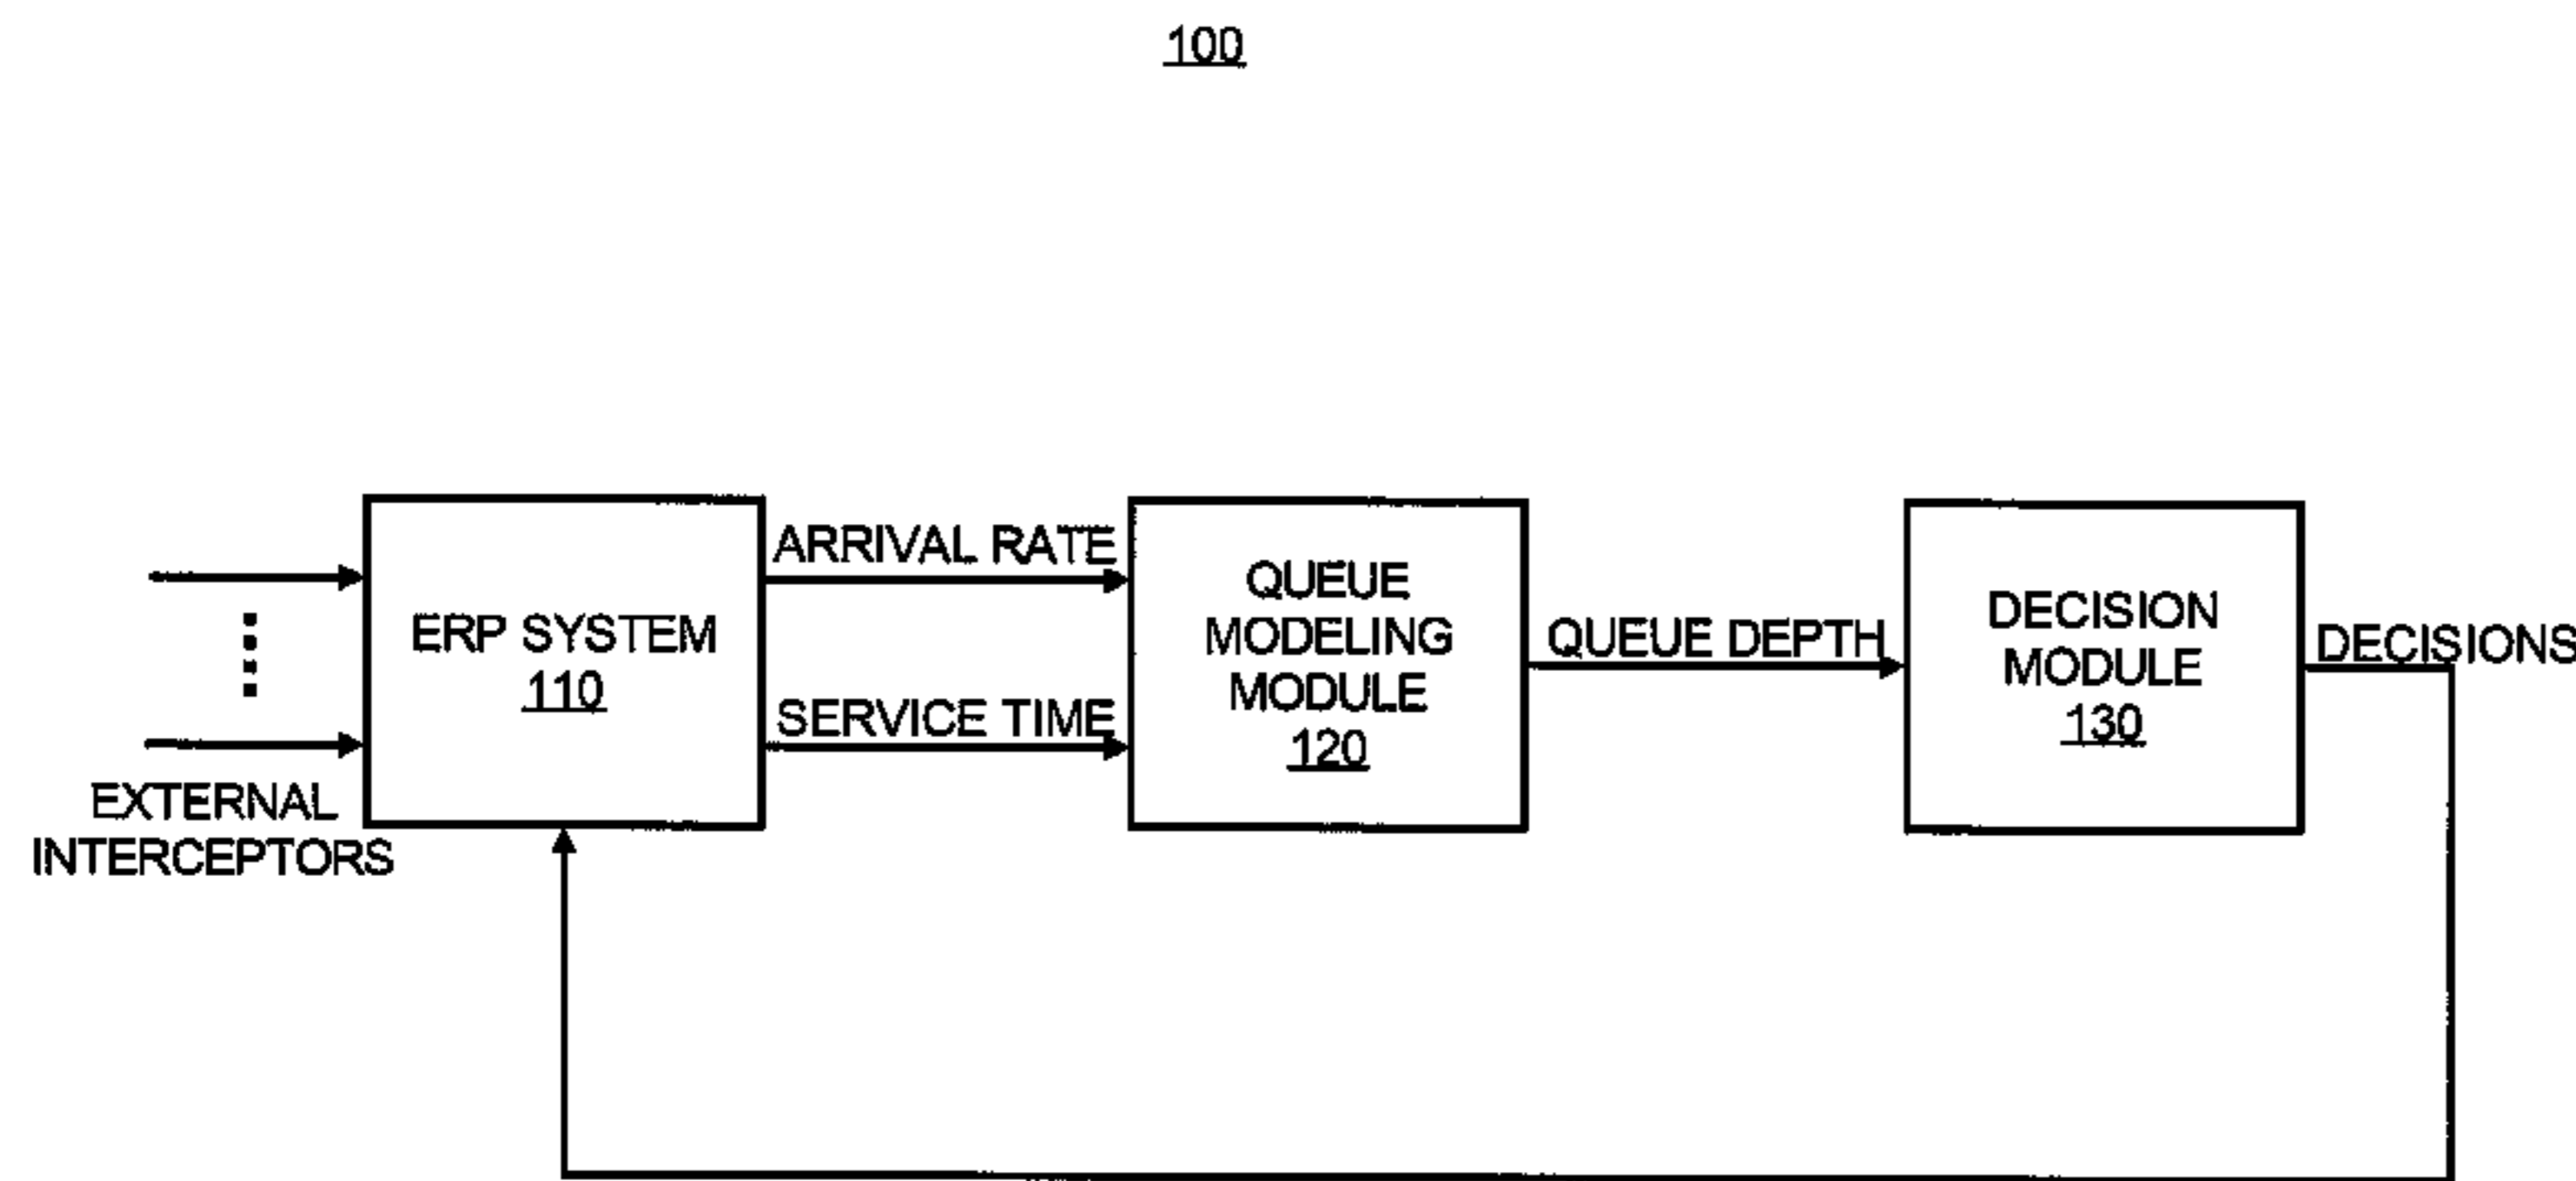 100
ARRIVAL RATE
SERVICE TIME
ERP SYSTEM
110
EXTERNAL
INTERCEPTORS
QUEUE
MODELING
MODULE
120
QUEUE DEPTH
DECISION
MODULE
130
DECISIONS